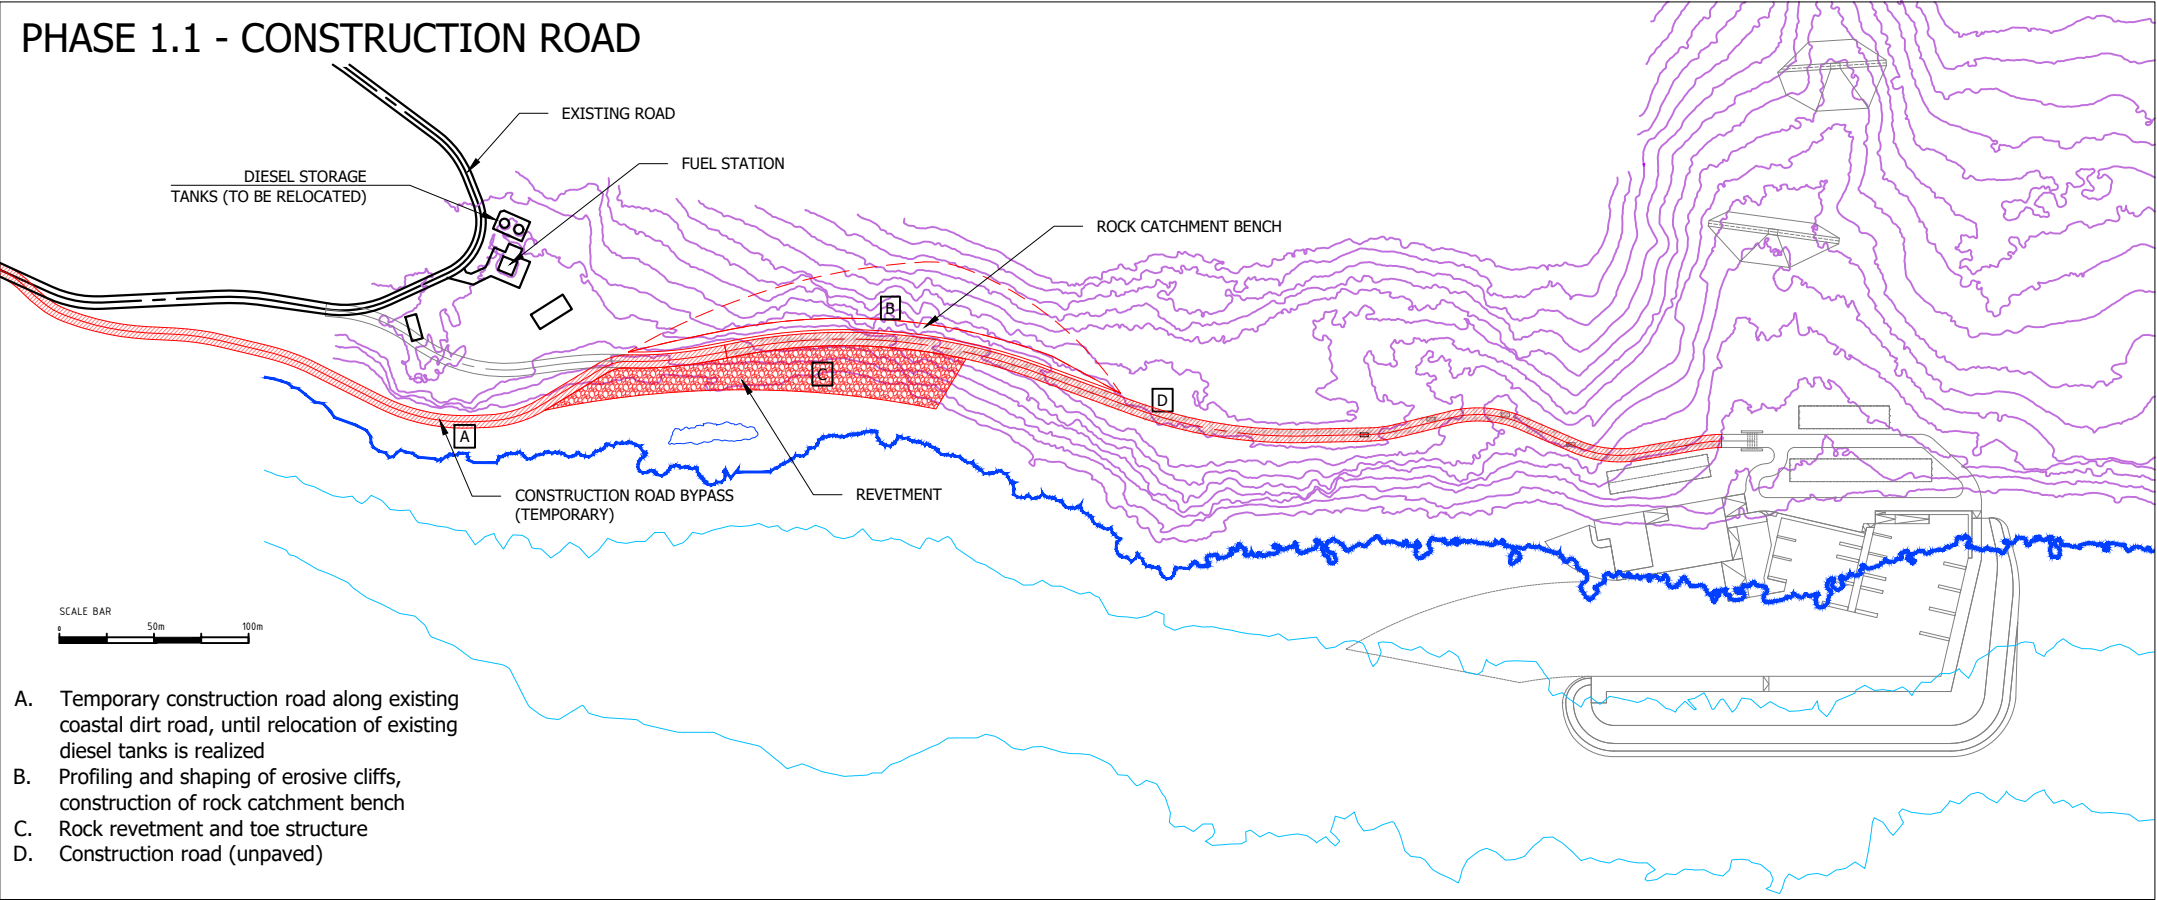 PHASE 1.1 - CONSTRUCTION ROAD
EXISTING ROAD
FUEL STATION
DIESEL STORAGE
TANKS (TO BE RELOCATED)
ROCK CATCHMENT BENCH
B
C
D
A
CONSTRUCTION ROAD BYPASS
(TEMPORARY)
REVETMENT
SCALE BAR
0 50m 100m
A. Temporary construction road along existing
coastal dirt road, until relocation of existing
diesel tanks is realized
B. Profiling and shaping of erosive cliffs,
construction of rock catchment bench
C. Rock revetment and toe structure
D. Construction road (unpaved)